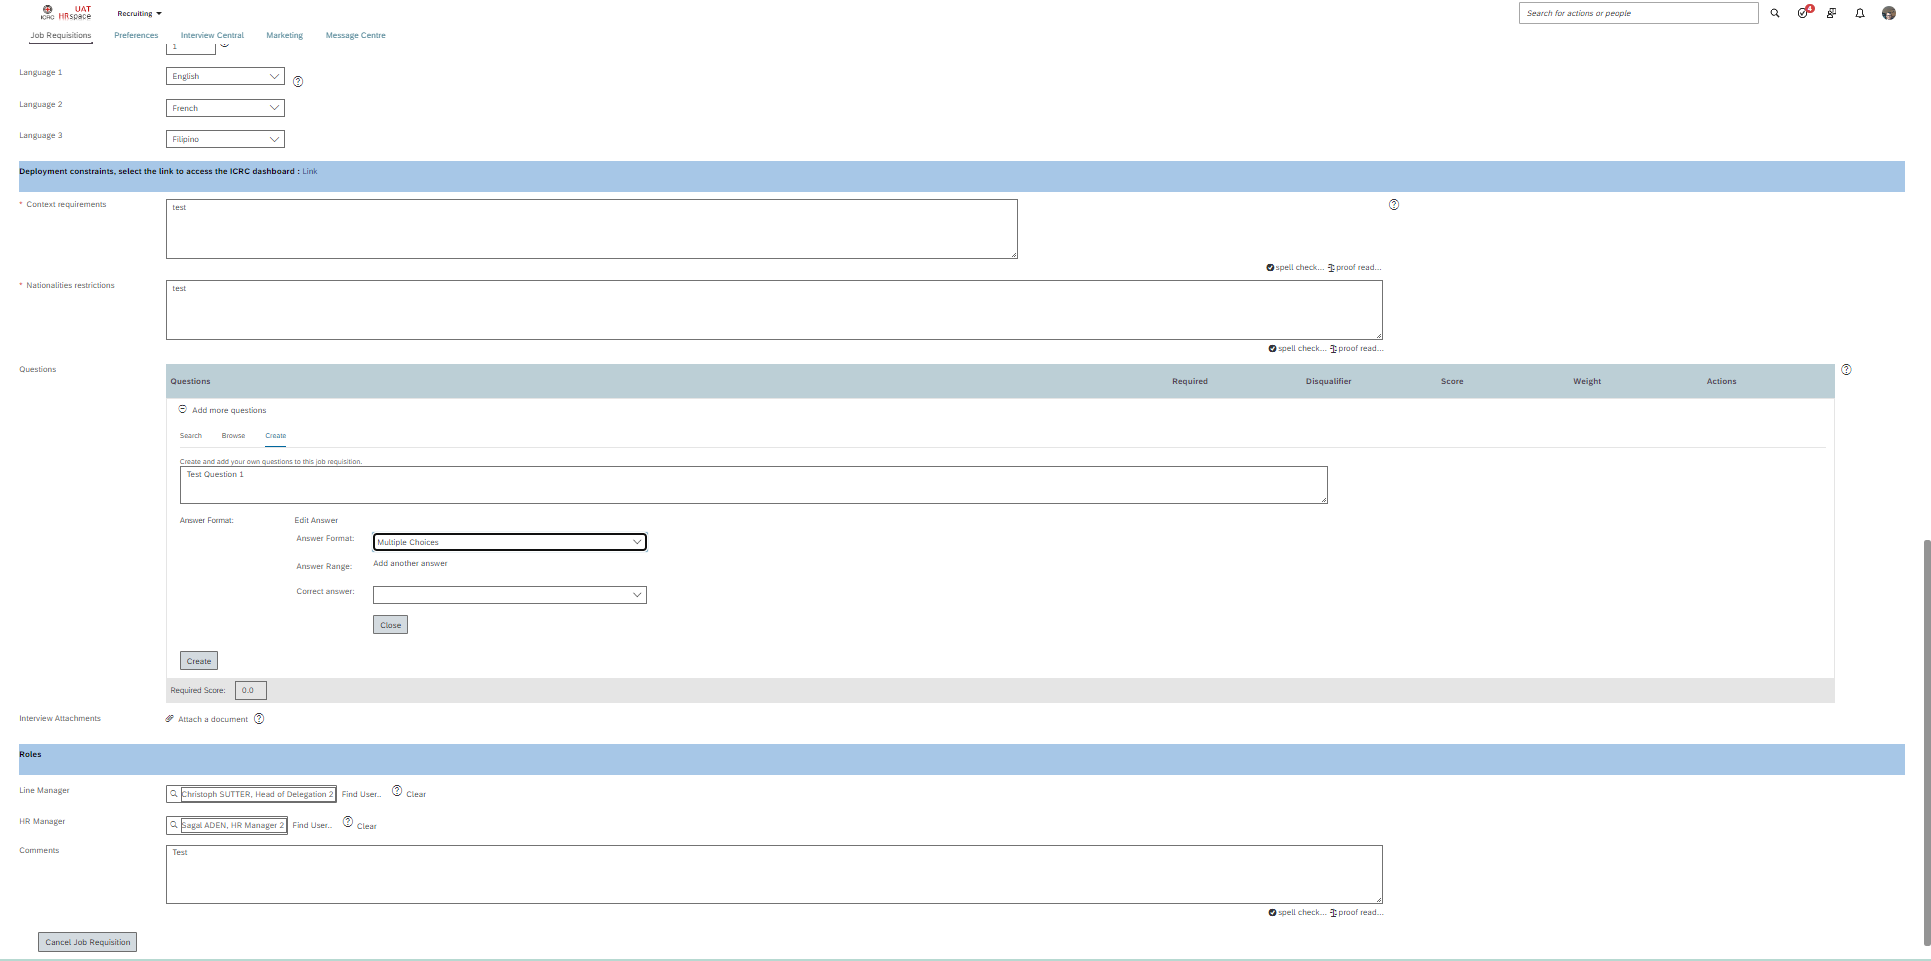 ICRC
UAT
HRspace
Recruiting
Search for actions or people
4
Job Requisitions Preferences Interview Central Marketing Message Centre
1
Language 1 English
Language 2 French
Language 3 Filipino
Deployment constraints, select the link to access the ICRC dashboard : Link
* Context requirements test
spell check... proof read...
* Nationalities restrictions test
spell check... proof read...
Questions Questions Required Disqualifier Score Weight Actions
Add more questions
Search Browse Create
Create and add your own questions to this job requisition.
Test Question 1
Answer Format: Edit Answer
Answer Format: Multiple Choices
Answer Range: Add another answer
Correct answer:
Close
Create
Required Score: 0.0
Interview Attachments Attach a document
Roles
Line Manager Christoph SUTTER, Head of Delegation 2 Find User.. Clear
HR Manager Sagal ADEN, HR Manager 2 Find User.. Clear
Comments Test
spell check... proof read...
Cancel Job Requisition